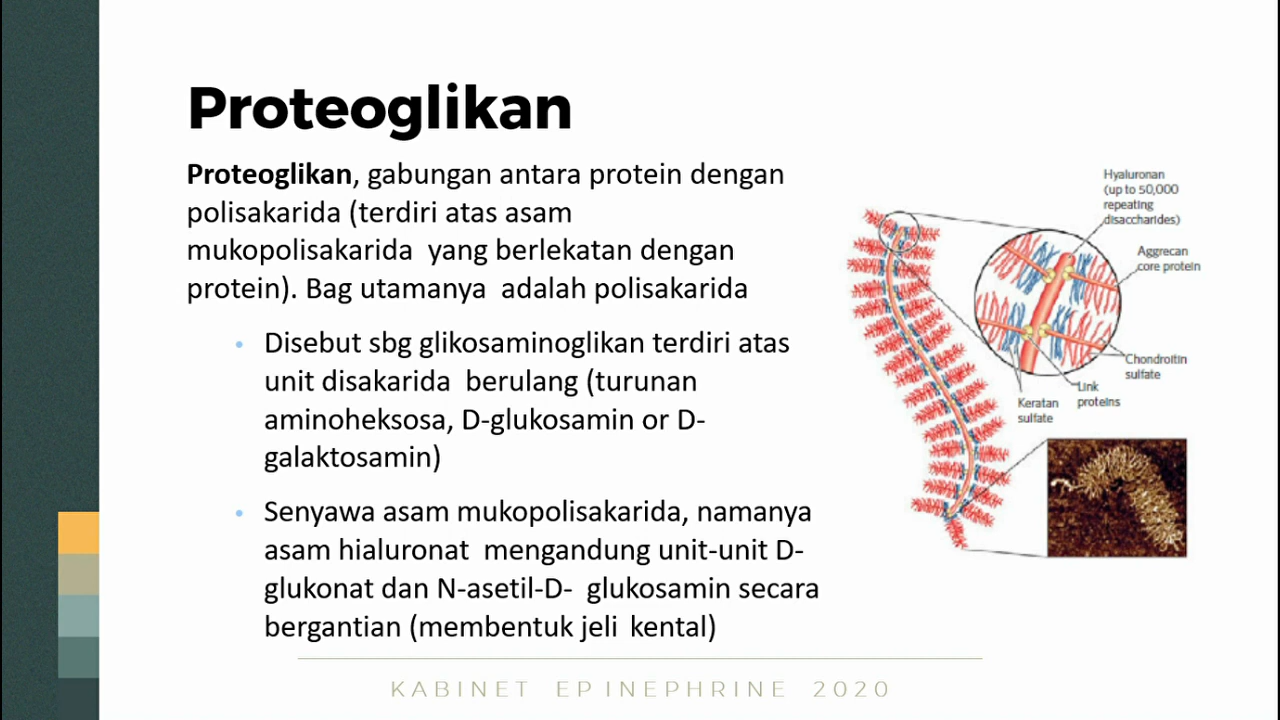 Proteoglikan
Proteoglikan, gabungan antara protein dengan
polisakarida (terdiri atas asam
mukopolisakarida yang berlekatan dengan
protein). Bag utamanya adalah polisakarida
Disebut sbg glikosaminoglikan terdiri atas
unit disakarida berulang (turunan
aminoheksosa, D-glukosamin or D-
galaktosamin)
Senyawa asam mukopolisakarida, namanya
asam hialuronat mengandung unit-unit D-
glukonat dan N-asetil-D- glukosamin secara
bergantian (membentuk jeli kental)
Hyaluronan
(up to 50,000
repeating
disaccharides)
Aggrecan
core protein
Chondroitin
sulfate
Link
proteins
Keratan
sulfate
KABINET EPINEPHRINE 2020